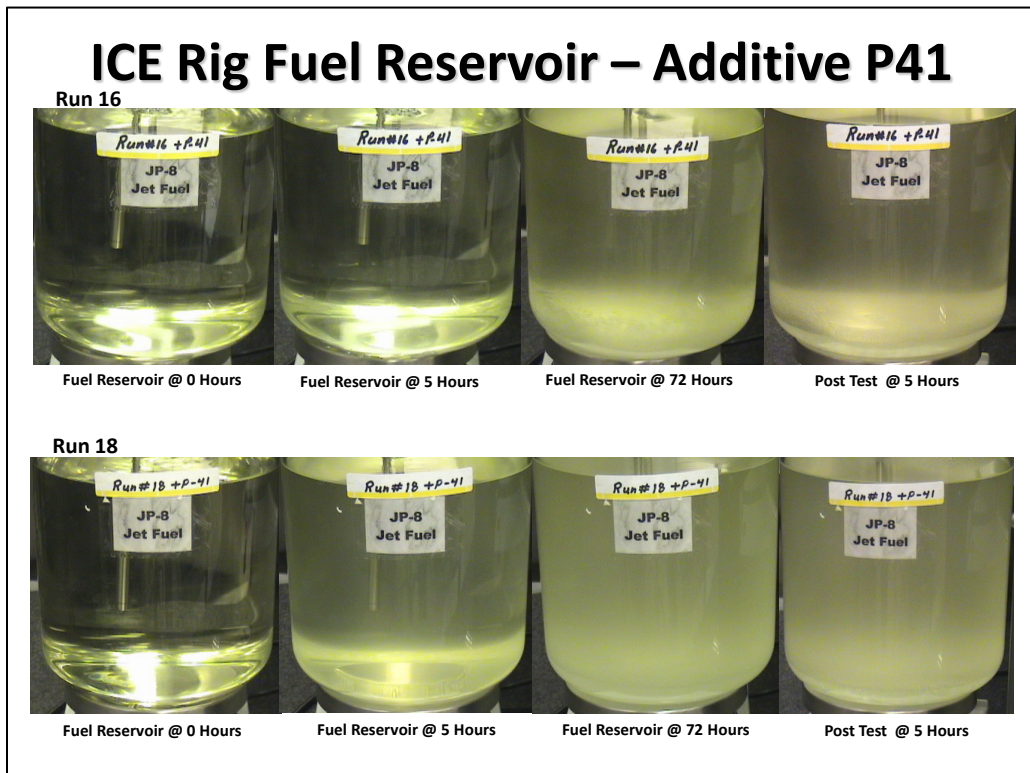 ICE Rig Fuel Reservoir – Additive P41
Run 16
Run#16 +P-41
JP-8
Jet Fuel
Run#16 +P-41
JP-8
Jet Fuel
Run#16 +P-41
JP-8
Jet Fuel
Run#16 +P-41
JP-8
Jet Fuel
Fuel Reservoir @ 0 Hours
Fuel Reservoir @ 5 Hours
Fuel Reservoir @ 72 Hours
Post Test @ 5 Hours
Run 18
Run#18 +P-41
JP-8
Jet Fuel
Run#18 +P-41
JP-8
Jet Fuel
Run#18 +P-41
JP-8
Jet Fuel
Run#18 +P-41
JP-8
Jet Fuel
Fuel Reservoir @ 0 Hours
Fuel Reservoir @ 5 Hours
Fuel Reservoir @ 72 Hours
Post Test @ 5 Hours